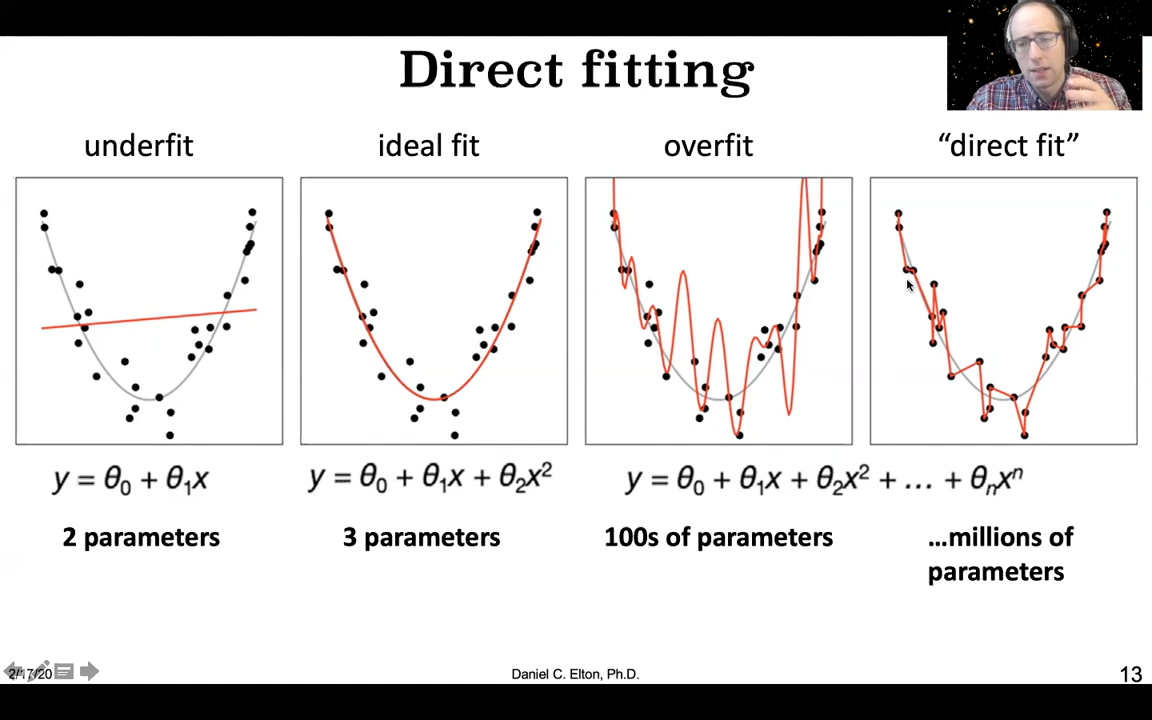 Direct fitting
underfit
ideal fit
overfit
“direct fit”
y = θ₀ + θ₁x
y = θ₀ + θ₁x + θ₂x²
y = θ₀ + θ₁x + θ₂x² + … + θₙxⁿ
2 parameters
3 parameters
100s of parameters
...millions of
parameters
2/17/20
Daniel C. Elton, Ph.D.
13